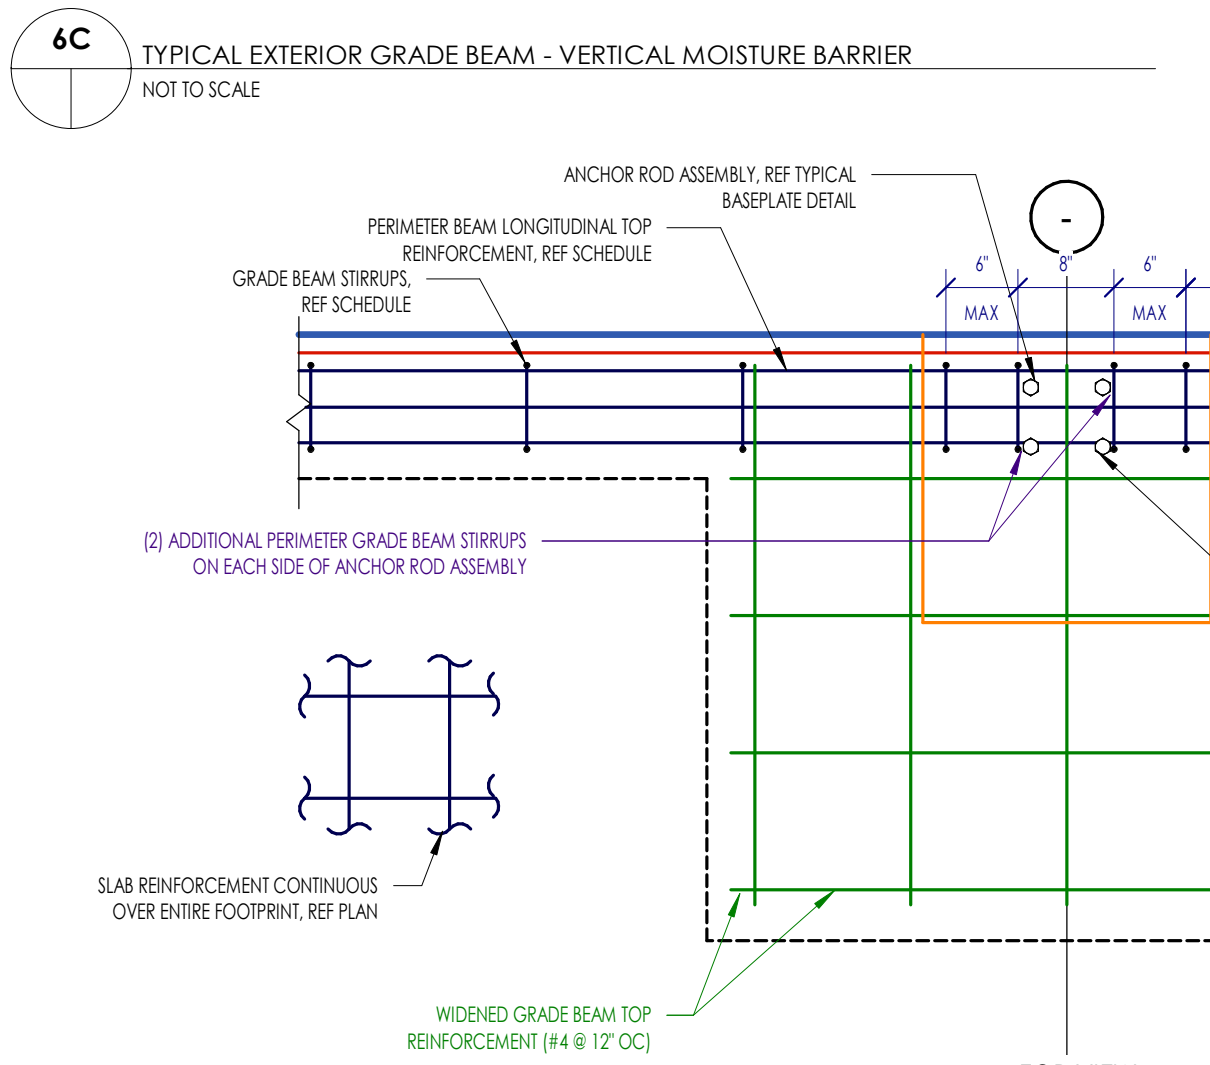 6C
TYPICAL EXTERIOR GRADE BEAM - VERTICAL MOISTURE BARRIER
NOT TO SCALE
ANCHOR ROD ASSEMBLY, REF TYPICAL
BASEPLATE DETAIL
-
PERIMETER BEAM LONGITUDINAL TOP
REINFORCEMENT, REF SCHEDULE
GRADE BEAM STIRRUPS,
REF SCHEDULE
6" 8" 6"
MAX MAX
(2) ADDITIONAL PERIMETER GRADE BEAM STIRRUPS
ON EACH SIDE OF ANCHOR ROD ASSEMBLY
SLAB REINFORCEMENT CONTINUOUS
OVER ENTIRE FOOTPRINT, REF PLAN
WIDENED GRADE BEAM TOP
REINFORCEMENT (#4 @ 12" OC)